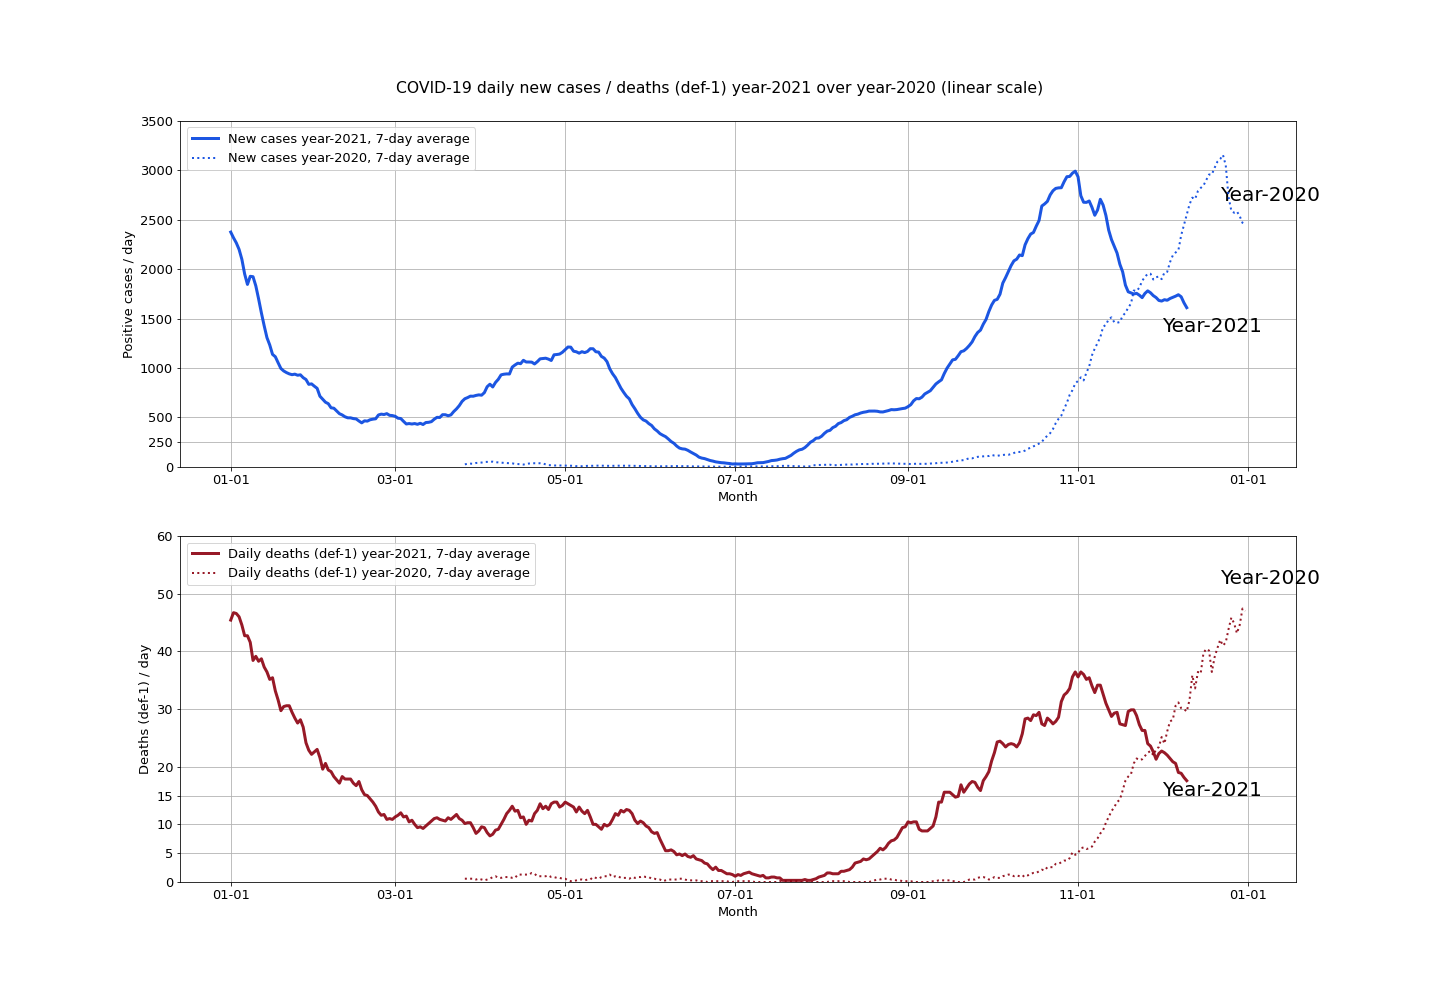 COVID-19 daily new cases / deaths (def-1) year-2021 over year-2020 (linear scale)
3500
3000
2500
2000
1500
1000
500
250
0
Positive cases / day
New cases year-2021, 7-day average
New cases year-2020, 7-day average
Year-2020
Year-2021
01-01 03-01 05-01 07-01 09-01 11-01 01-01
Month
60
50
40
30
20
15
10
5
0
Deaths (def-1) / day
Daily deaths (def-1) year-2021, 7-day average
Daily deaths (def-1) year-2020, 7-day average
Year-2020
Year-2021
01-01 03-01 05-01 07-01 09-01 11-01 01-01
Month